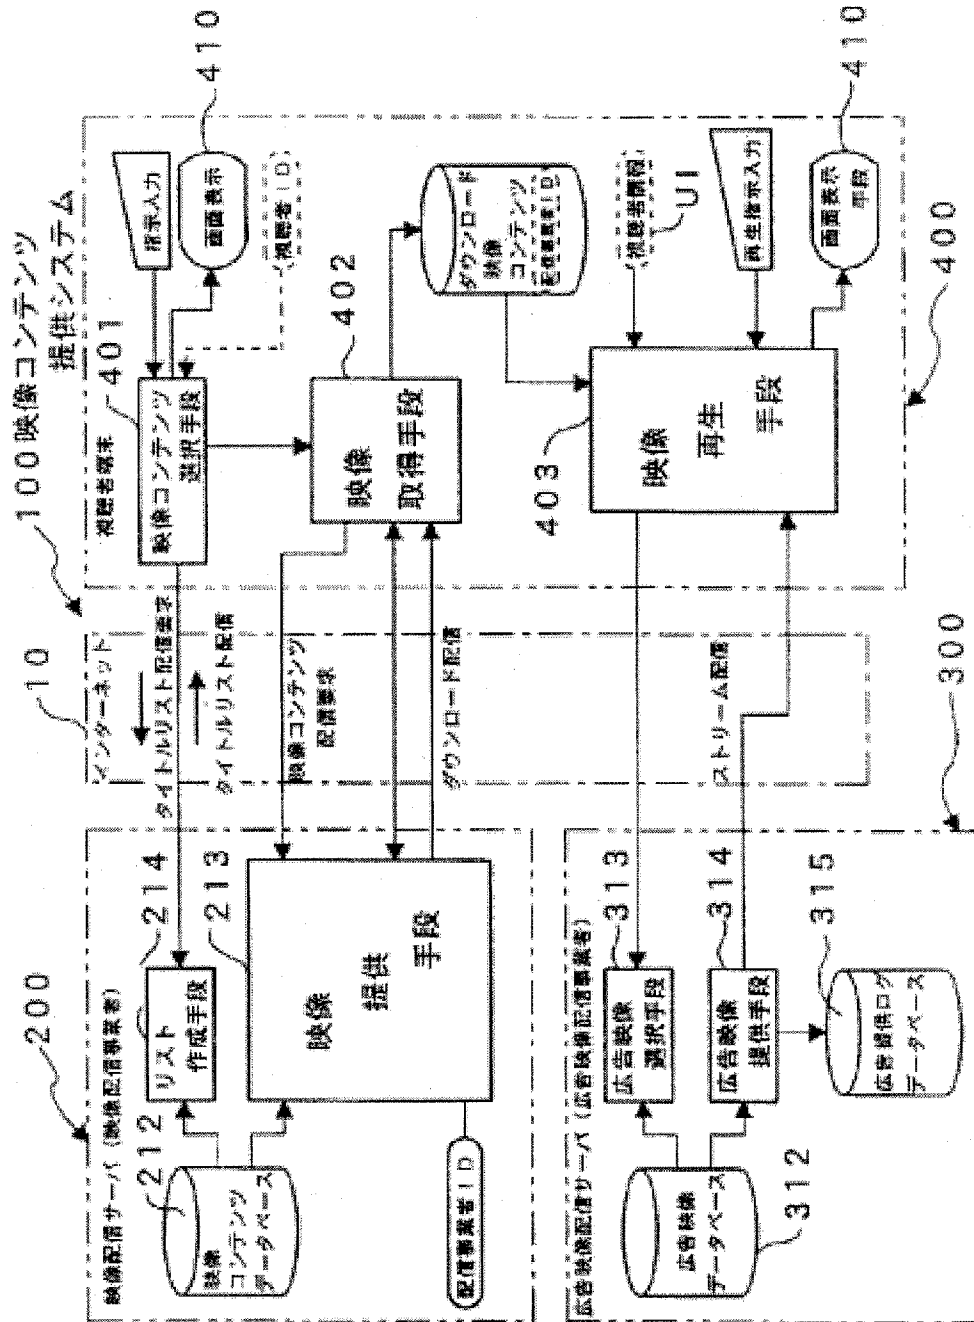 100映像コンテンツ
提供システム
10
インターネット
タイトルリスト配信要求
タイトルリスト配信
映像コンテンツ
配信要求
ダウンロード配信
ストリーム配信
200
映像配信サーバ(映像配信事業者)
212
映像
コンテンツ
データベース
214
リスト
作成手段
213
映像
提供
手段
配信事業者ID
視聴者端末
401
映像コンテンツ
選択手段
指示入力
画面表示
410
視聴者ID
402
映像
取得手段
ダウンロード
映像
コンテンツ
(配信事業者ID)
403
映像
再生
手段
(視聴者情報)
UI
再生指示入力
画面表示
手段
410
400
300
広告映像配信サーバ(広告映像配信事業者)
312
広告映像
データベース
313
広告映像
選択手段
314
広告映像
提供手段
315
広告提供ログ
データベース